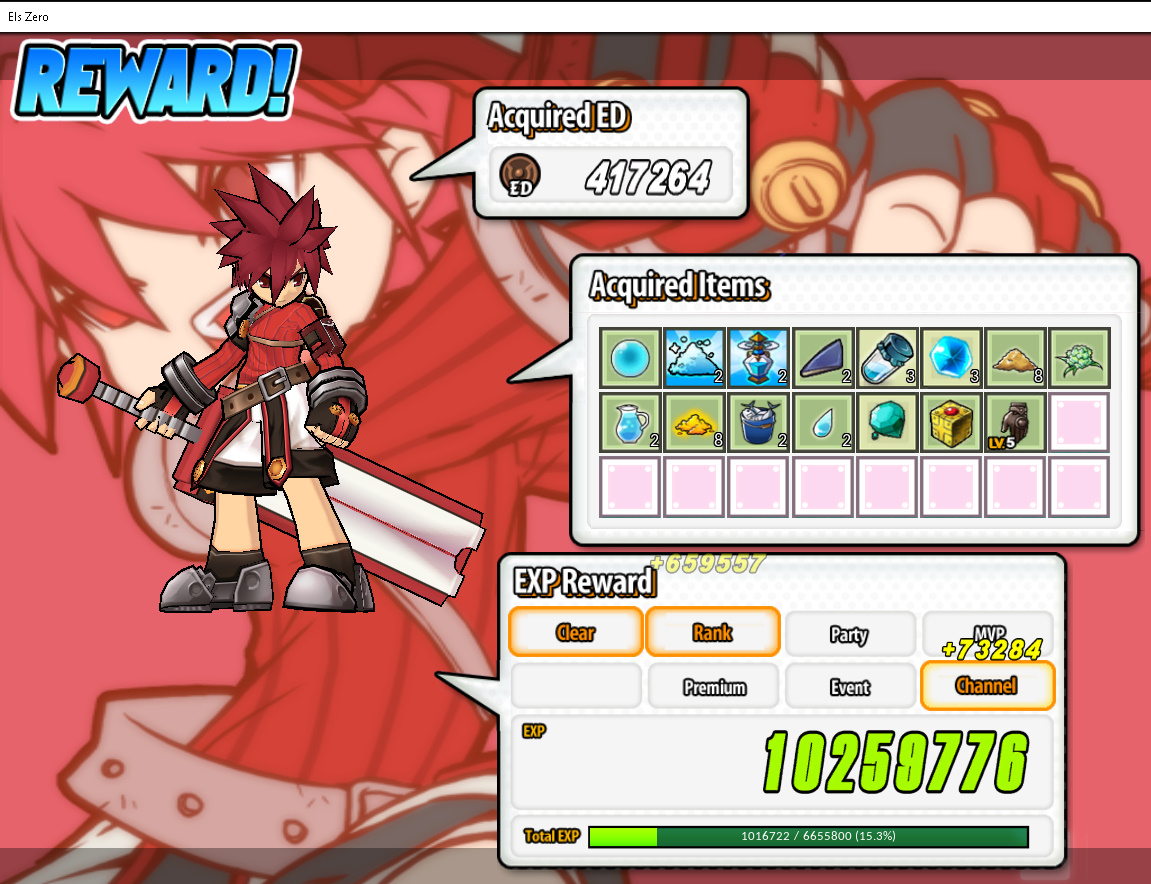 Els Zero
REWARD!
Acquired ED
ED 417264
Acquired Items
2 2 2 3 3 8
2 8 2 2 LV.5
+659557
EXP Reward
Clear Rank Party MVP
+73284
Premium Event Channel
EXP
10259776
Total EXP 1016722 / 6655800 (15.3%)